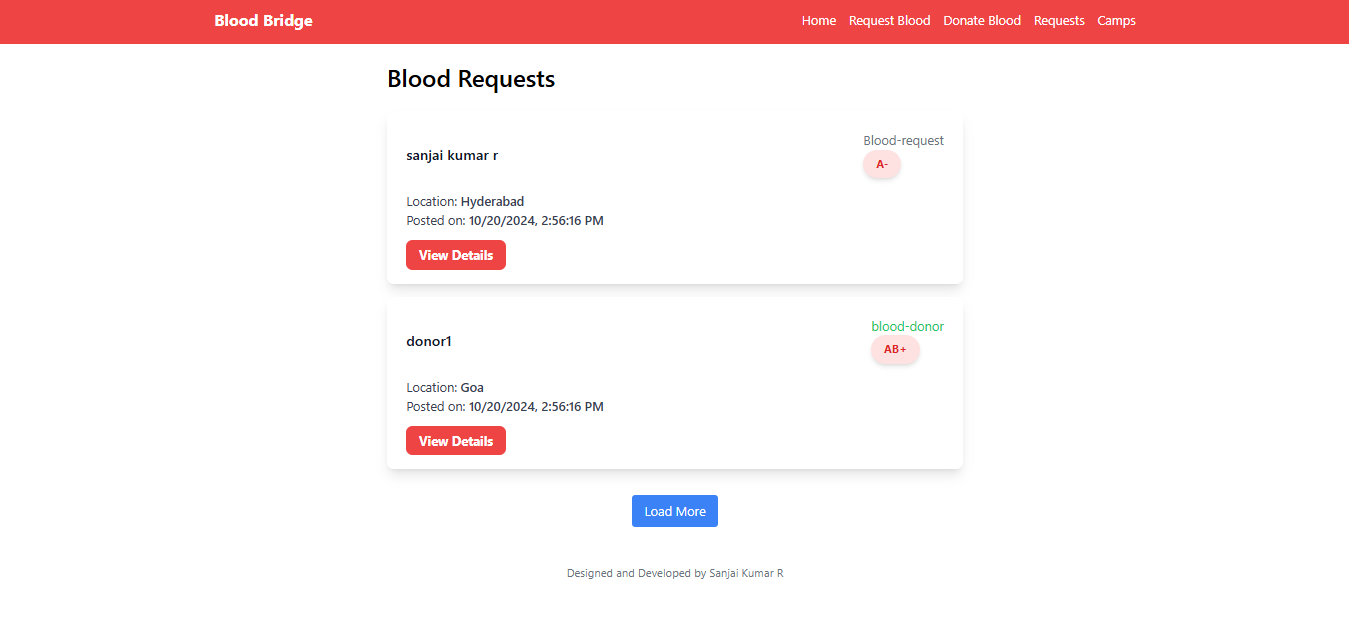 Blood Bridge
Home Request Blood Donate Blood Requests Camps
Blood Requests
sanjai kumar r
Blood-request
A-
Location: Hyderabad
Posted on: 10/20/2024, 2:56:16 PM
View Details
donor1
blood-donor
AB+
Location: Goa
Posted on: 10/20/2024, 2:56:16 PM
View Details
Load More
Designed and Developed by Sanjai Kumar R